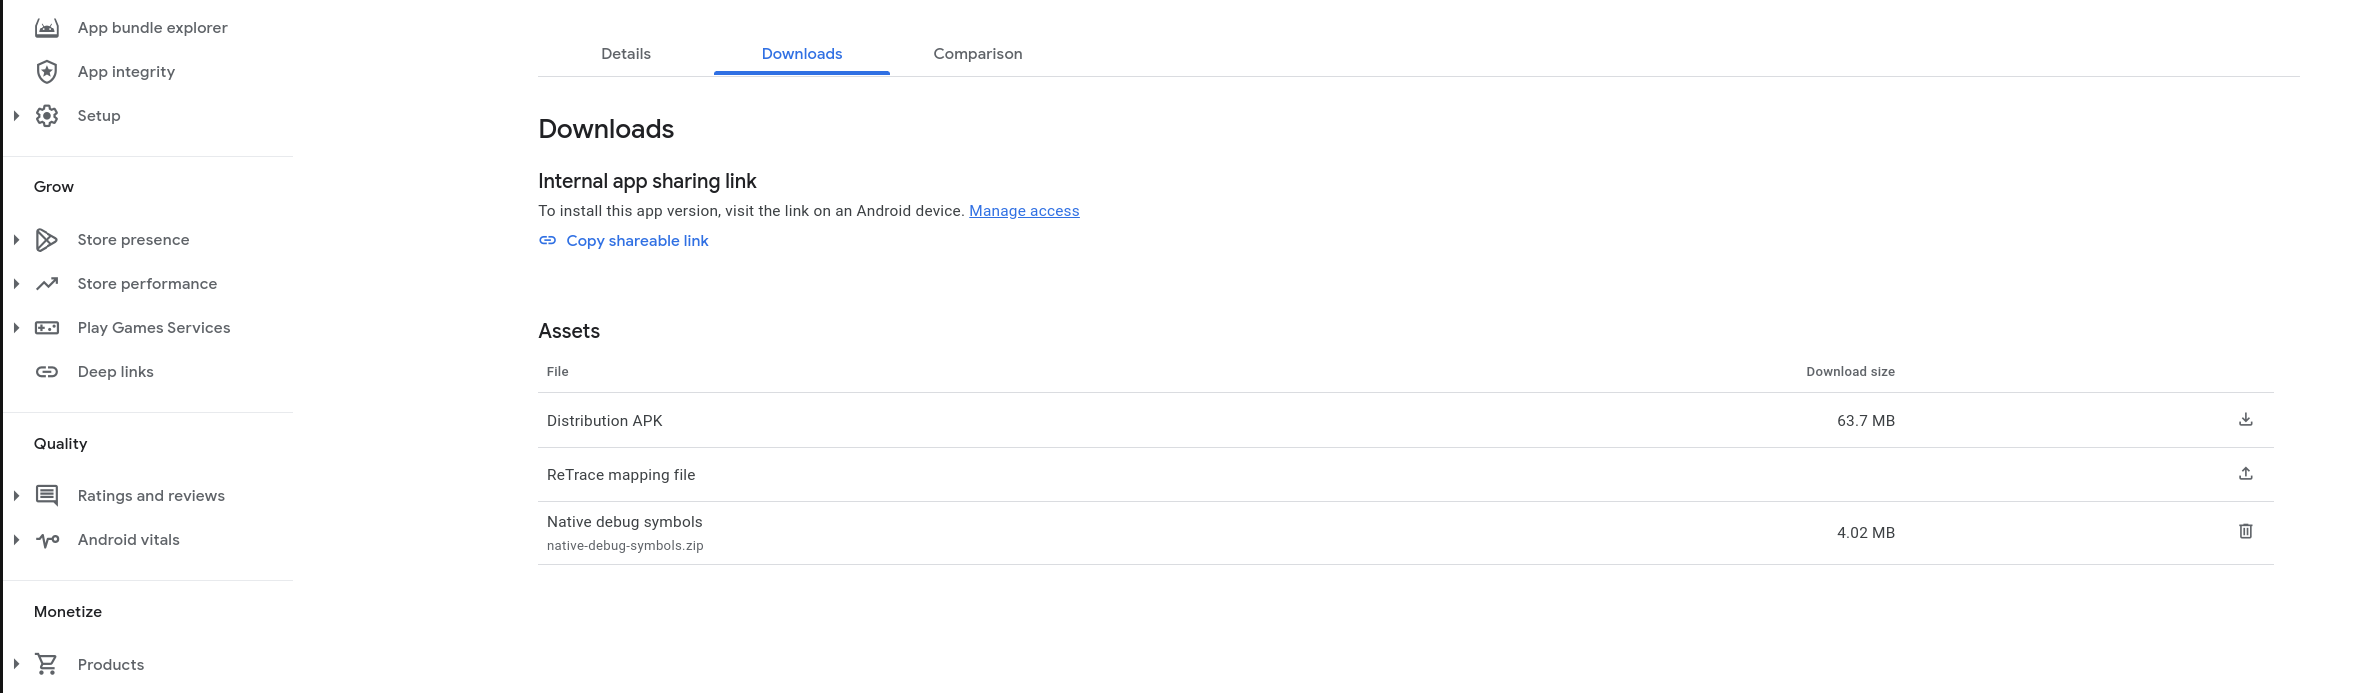 App bundle explorer
App integrity
Setup
Grow
Store presence
Store performance
Play Games Services
Deep links
Quality
Ratings and reviews
Android vitals
Monetize
Products
Details
Downloads
Comparison
Downloads
Internal app sharing link
To install this app version, visit the link on an Android device. Manage access
Copy shareable link
Assets
File
Download size
Distribution APK
63.7 MB
ReTrace mapping file
Native debug symbols
native-debug-symbols.zip
4.02 MB